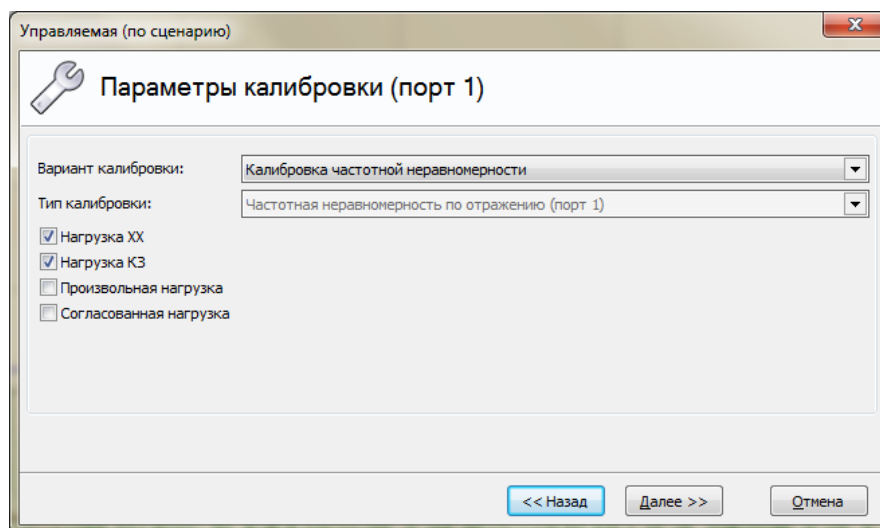 Управляемая (по сценарию)
Параметры калибровки (порт 1)
Вариант калибровки: Калибровка частотной неравномерности
Тип калибровки: Частотная неравномерность по отражению (порт 1)
Нагрузка ХХ
Нагрузка КЗ
Произвольная нагрузка
Согласованная нагрузка
<< Назад Далее >> Отмена